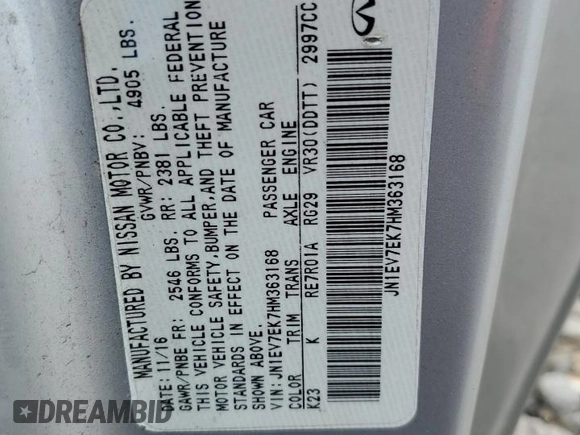 MANUFACTURED BY NISSAN MOTOR CO.,LTD.
DATE: 11/16 GVWR/PNBV: 4905 LBS.
GAWR/PNBE FR: 2546 LBS. RR: 2381 LBS.
THIS VEHICLE CONFORMS TO ALL APPLICABLE FEDERAL
MOTOR VEHICLE SAFETY,BUMPER,AND THEFT PREVENTION
STANDARDS IN EFFECT ON THE DATE OF MANUFACTURE
SHOWN ABOVE.
VIN: JN1EV7EK7HM363168 PASSENGER CAR
COLOR TRIM TRANS AXLE ENGINE
K23 K RE7R01A RG29 VR30(DDTT) 2997CC
JN1EV7EK7HM363168
DREAMBID